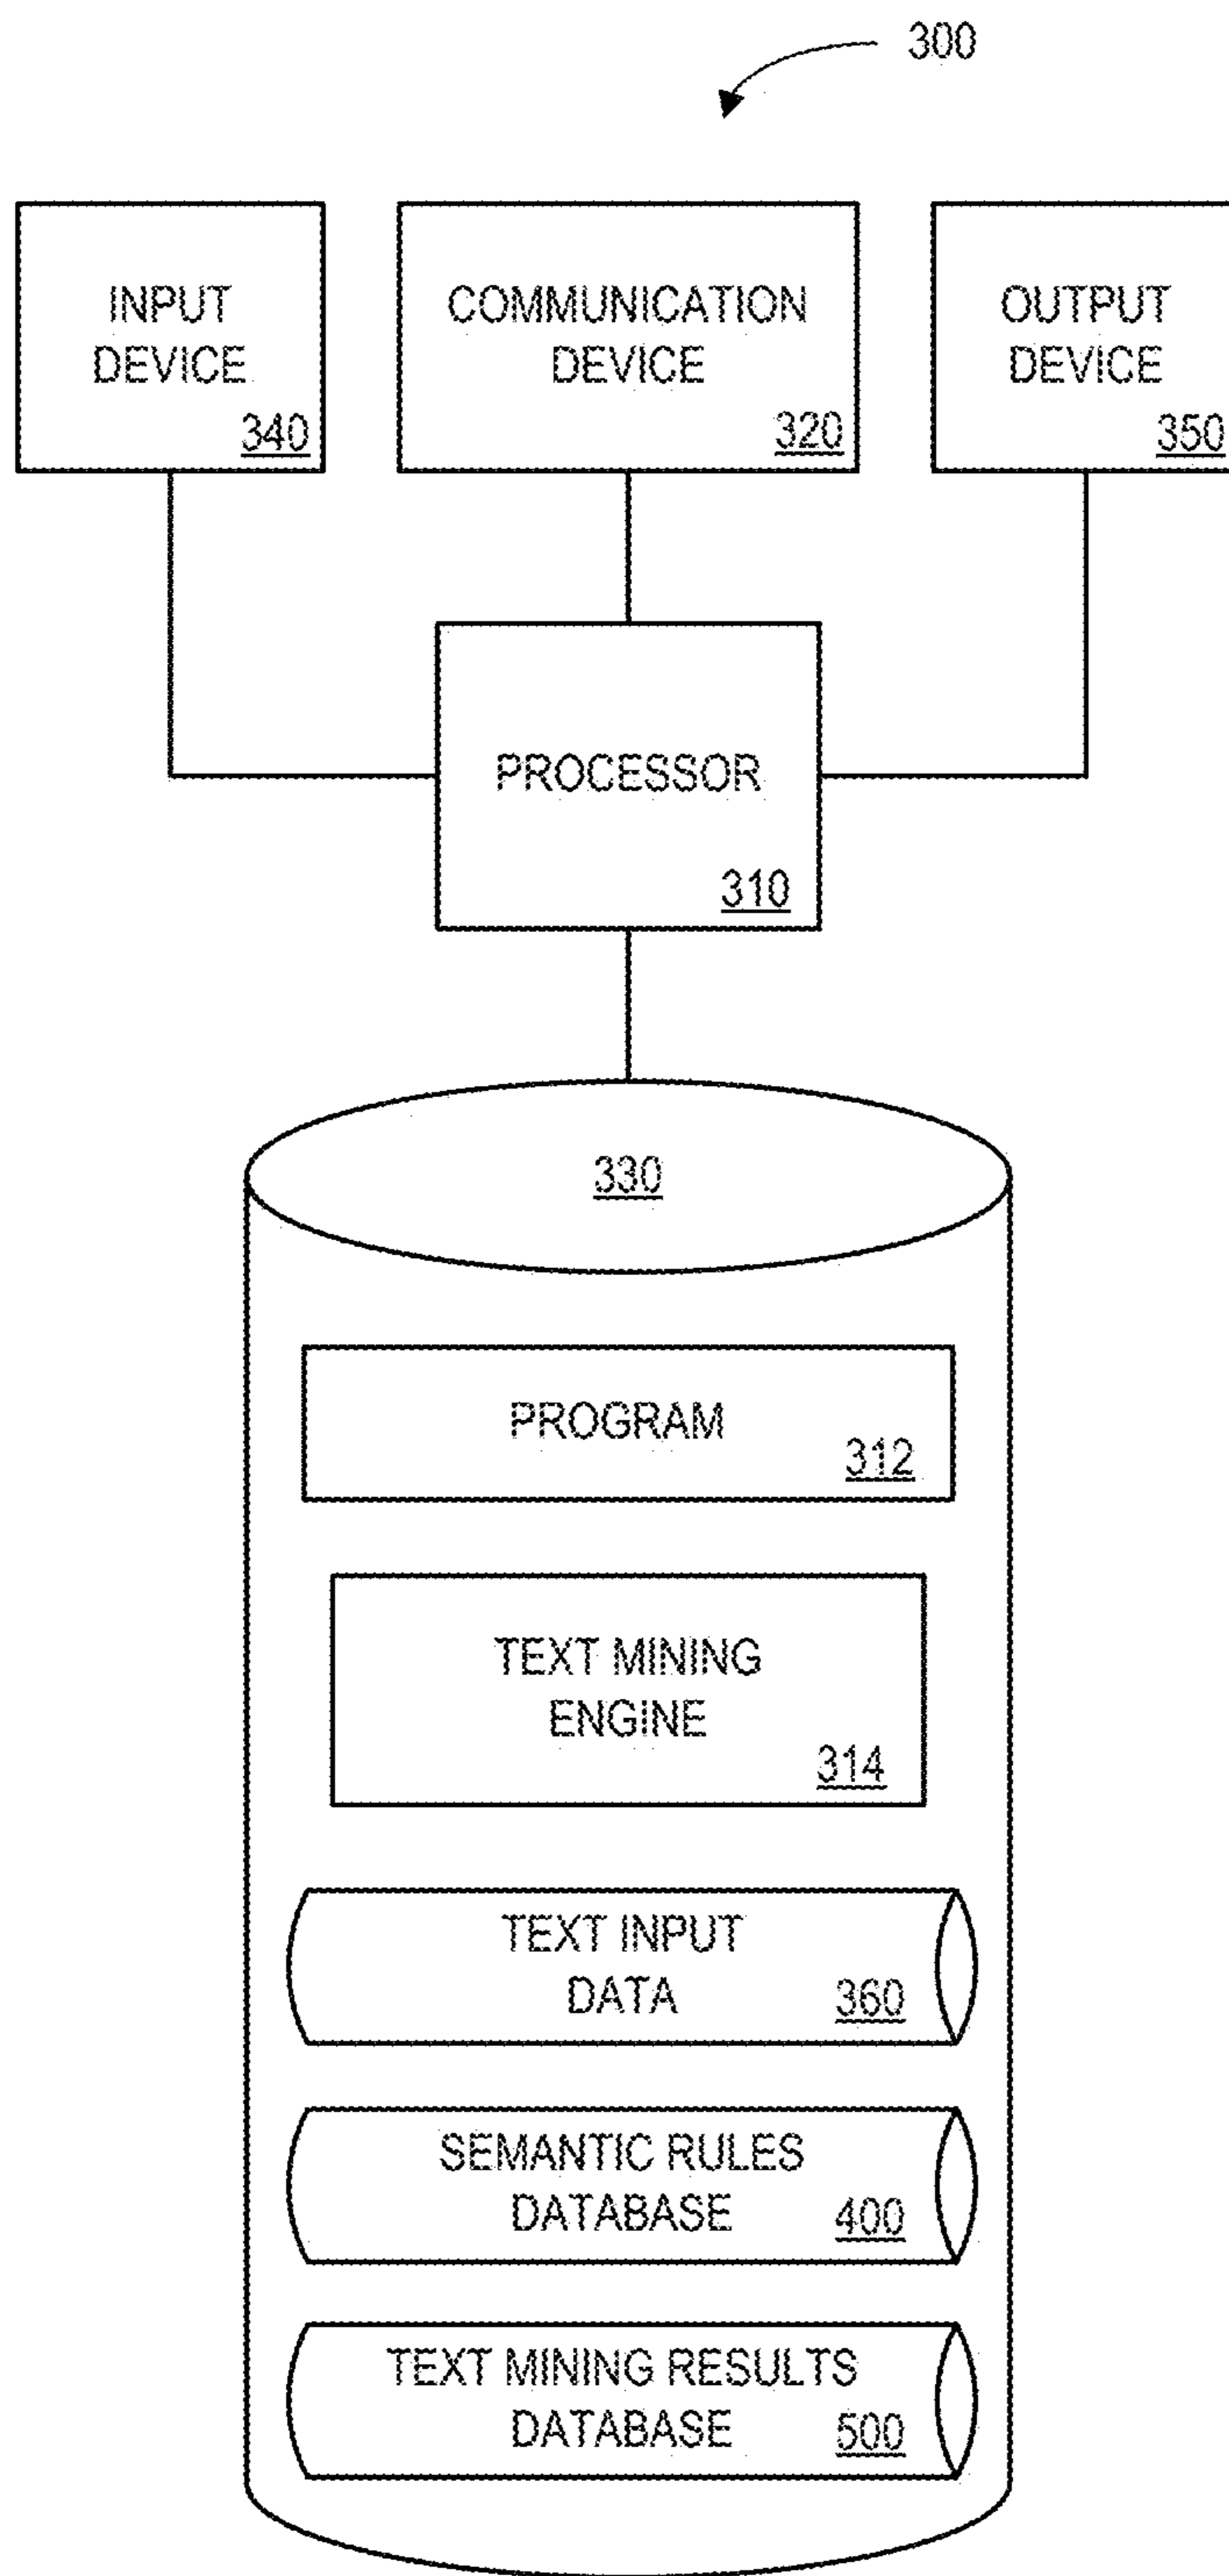 300
INPUT
DEVICE
340
COMMUNICATION
DEVICE
320
OUTPUT
DEVICE
350
PROCESSOR
310
330
PROGRAM
312
TEXT MINING
ENGINE
314
TEXT INPUT
DATA
360
SEMANTIC RULES
DATABASE
400
TEXT MINING RESULTS
DATABASE
500